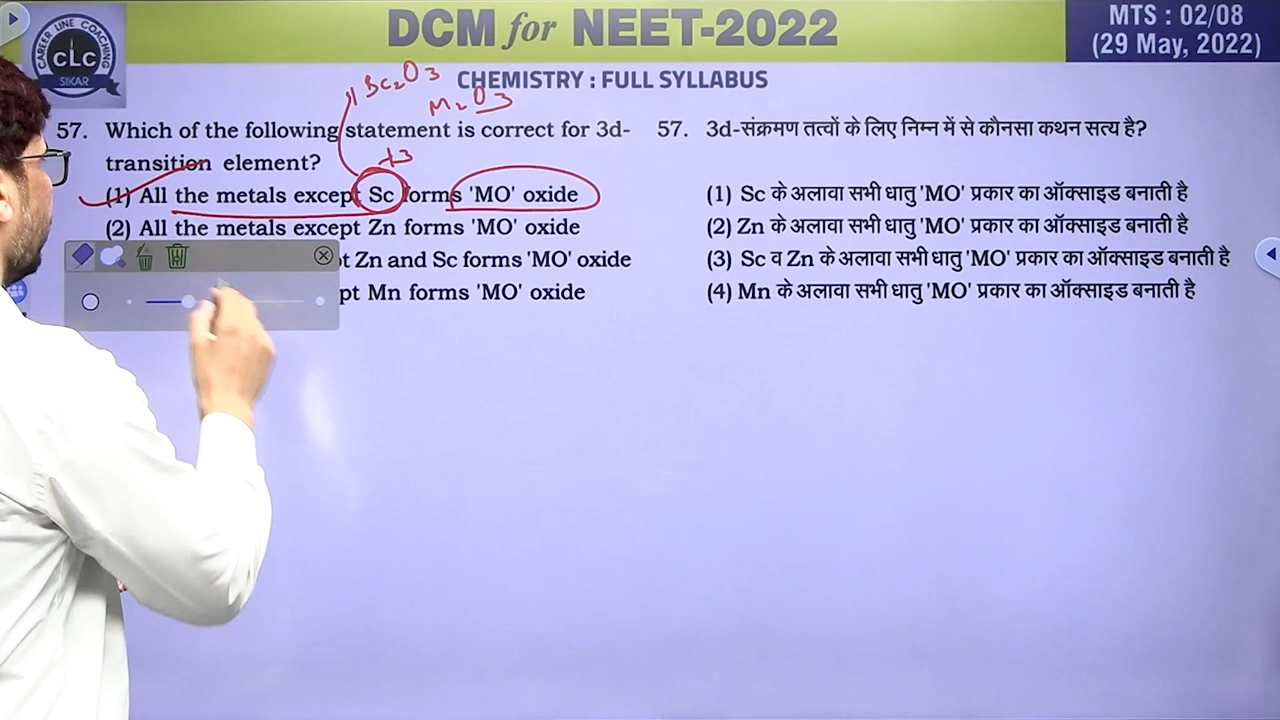 DCM for NEET-2022
MTS : 02/08
(29 May, 2022)
CAREER LINE COACHING
CLC
SIKAR
CHEMISTRY : FULL SYLLABUS
Sc₂O₃
M₂O₃
57. Which of the following statement is correct for 3d-
transition element?
+3
(1) All the metals except Sc forms 'MO' oxide
(2) All the metals except Zn forms 'MO' oxide
pt Zn and Sc forms 'MO' oxide
pt Mn forms 'MO' oxide
57. 3d-संक्रमण तत्वों के लिए निम्न में से कौनसा कथन सत्य है?
(1) Sc के अलावा सभी धातु 'MO' प्रकार का ऑक्साइड बनाती है
(2) Zn के अलावा सभी धातु 'MO' प्रकार का ऑक्साइड बनाती है
(3) Sc व Zn के अलावा सभी धातु 'MO' प्रकार का ऑक्साइड बनाती है
(4) Mn के अलावा सभी धातु 'MO' प्रकार का ऑक्साइड बनाती है